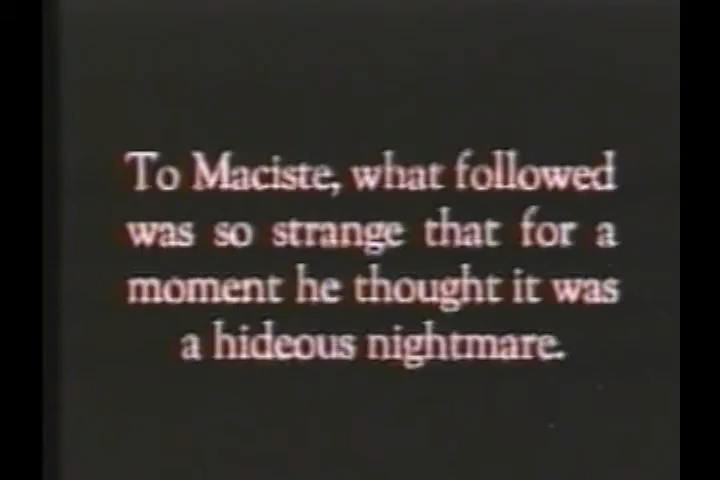 To Maciste, what followed
was so strange that for a
moment he thought it was
a hideous nightmare.